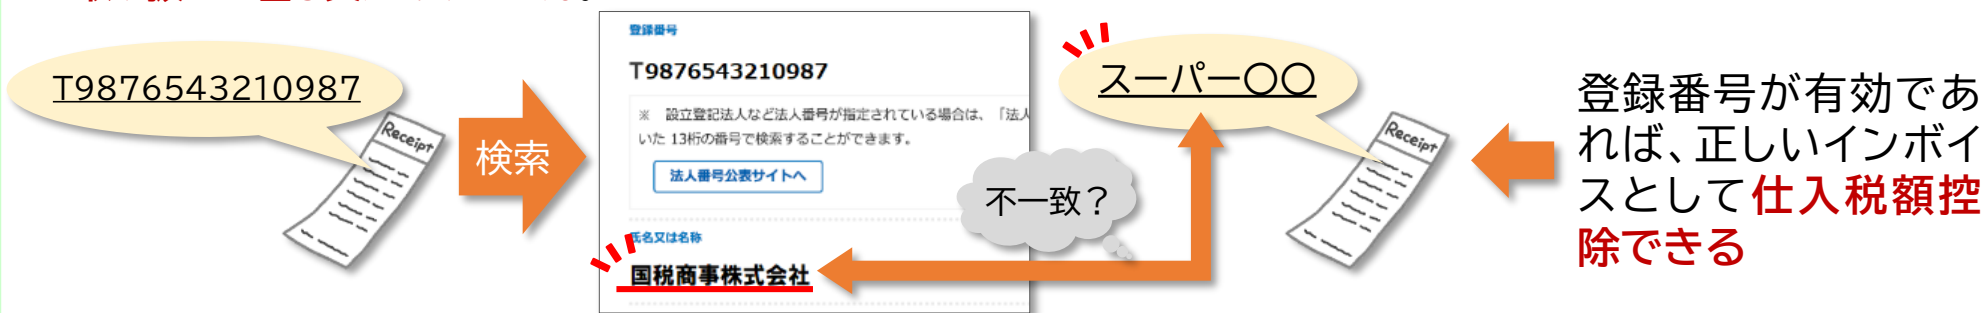 T9876543210987
Receipt
検索
登録番号
T9876543210987
※ 設立登記法人など法人番号が指定されている場合は、「法人
いた 13桁の番号で検索することができます。
法人番号公表サイトへ
氏名又は名称
国税商事株式会社
不一致？
スーパー〇〇
Receipt
登録番号が有効であ
れば、正しいインボイ
スとして仕入税額控
除できる